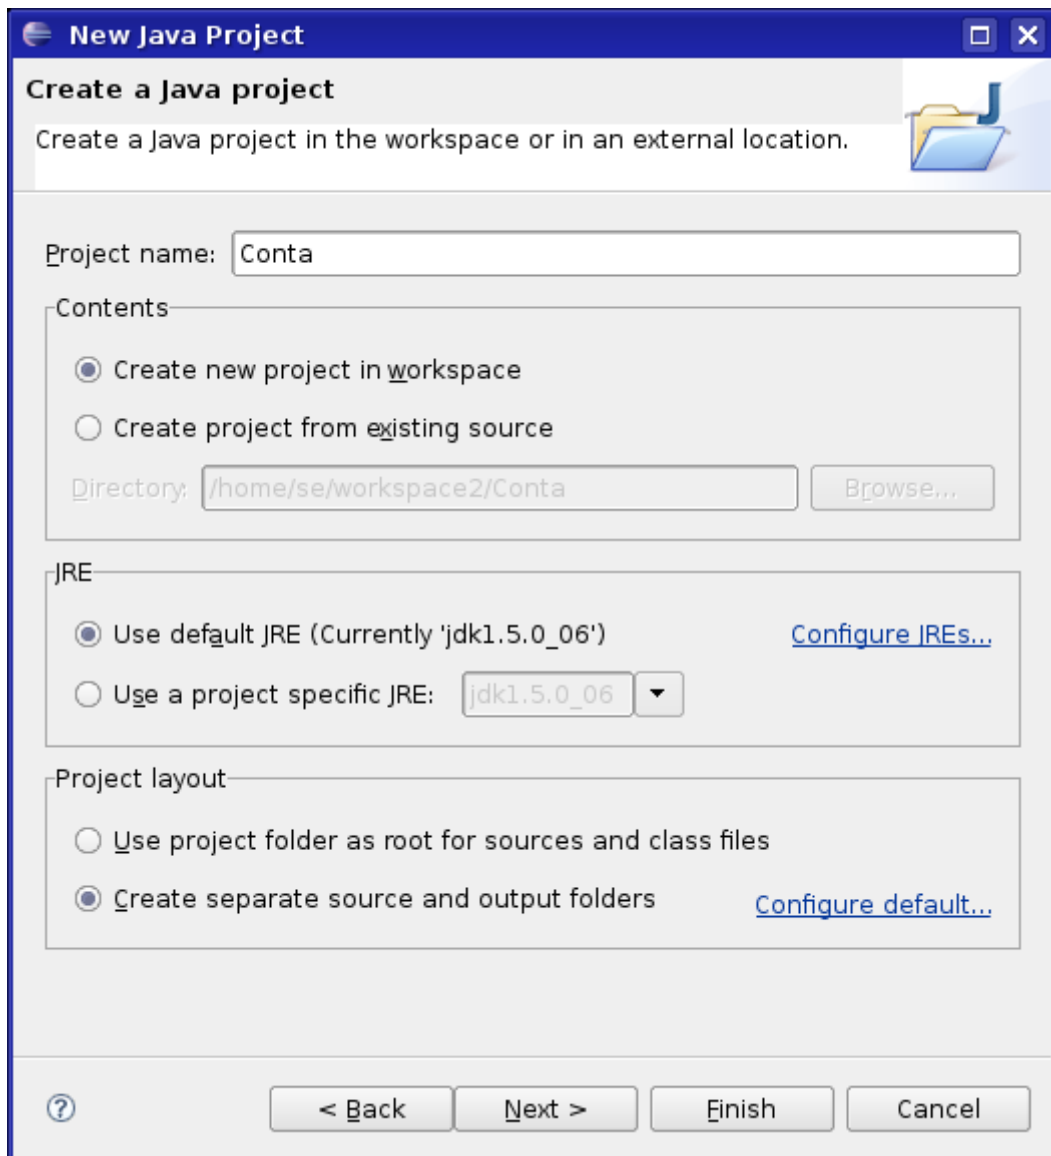 New Java Project
Create a Java project
Create a Java project in the workspace or in an external location.
Project name: Conta
Contents
Create new project in workspace
Create project from existing source
Directory: /home/se/workspace2/Conta Browse...
JRE
Use default JRE (Currently 'jdk1.5.0_06') Configure JREs...
Use a project specific JRE: jdk1.5.0_06
Project layout
Use project folder as root for sources and class files
Create separate source and output folders Configure default...
? < Back Next > Finish Cancel